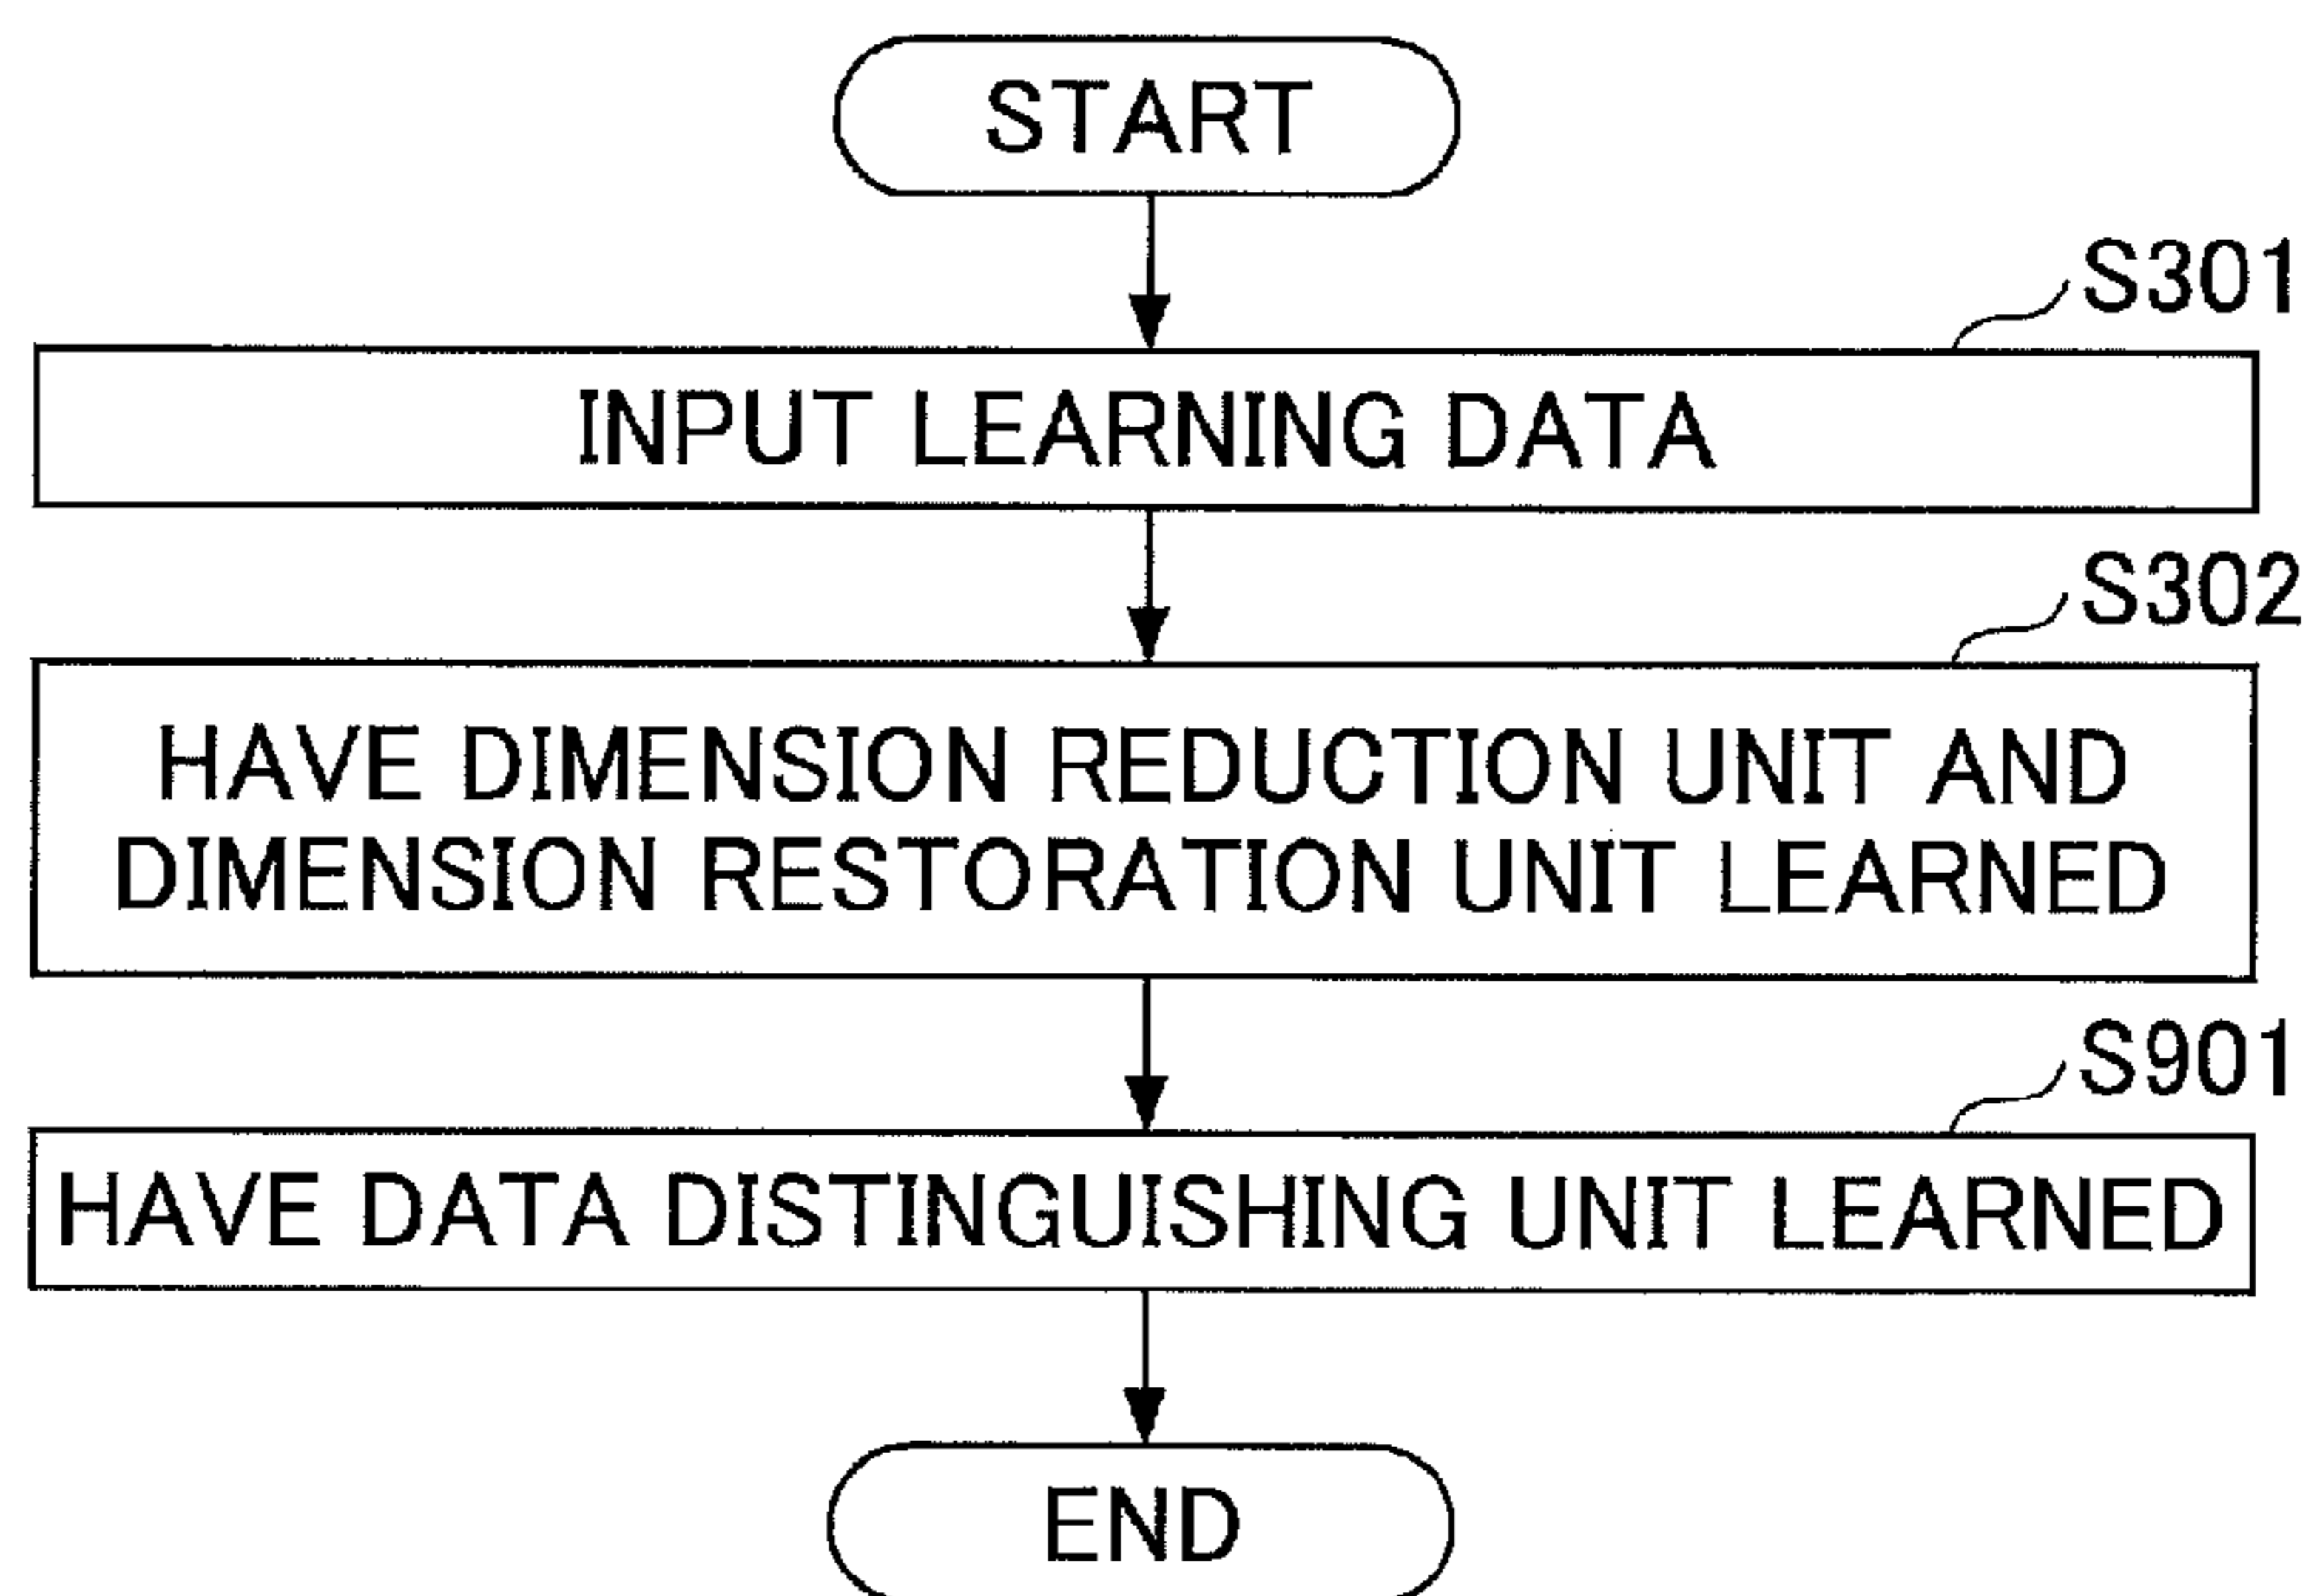 START
S301
INPUT LEARNING DATA
S302
HAVE DIMENSION REDUCTION UNIT AND
DIMENSION RESTORATION UNIT LEARNED
S901
HAVE DATA DISTINGUISHING UNIT LEARNED
END